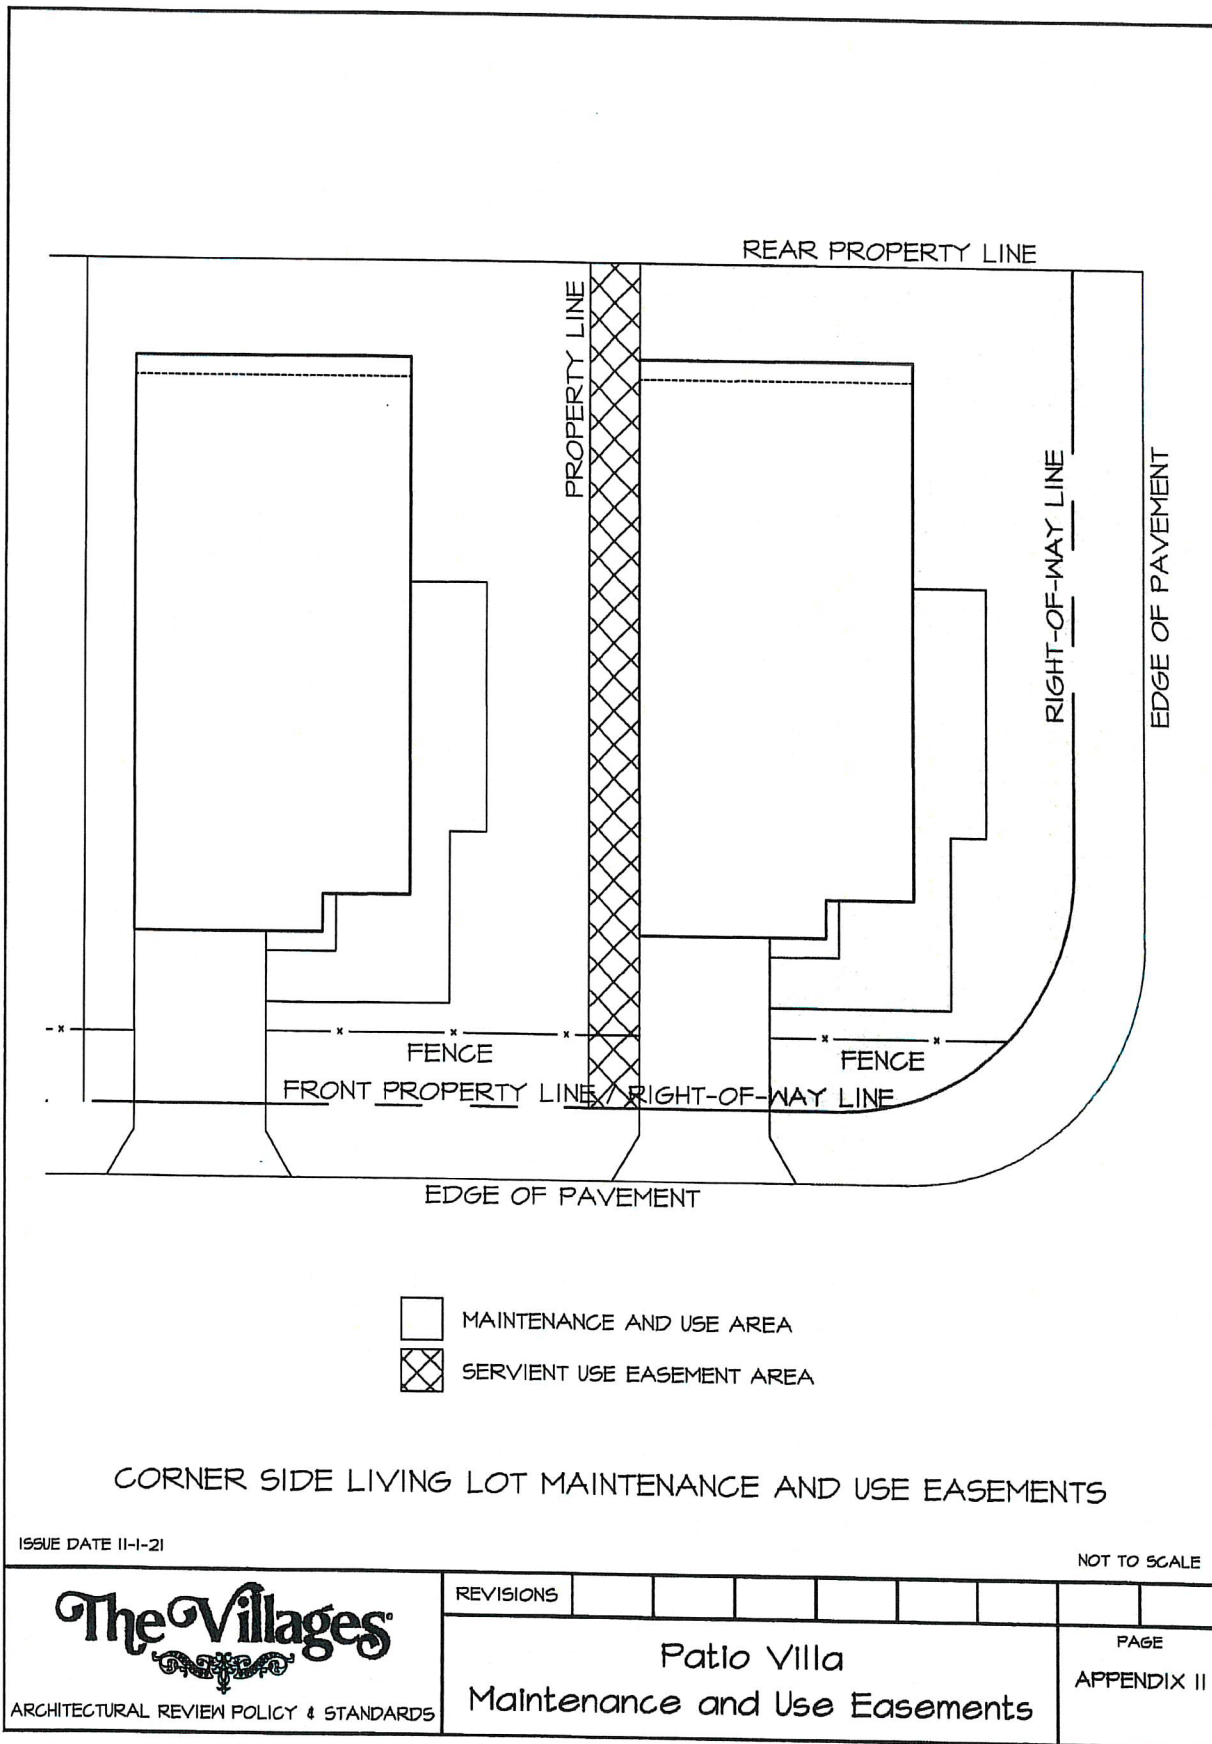 REAR PROPERTY LINE
PROPERTY LINE
RIGHT-OF-WAY LINE
EDGE OF PAVEMENT
FENCE
FENCE
FRONT PROPERTY LINE / RIGHT-OF-WAY LINE
EDGE OF PAVEMENT
MAINTENANCE AND USE AREA
SERVIENT USE EASEMENT AREA
CORNER SIDE LIVING LOT MAINTENANCE AND USE EASEMENTS
ISSUE DATE 11-1-21
NOT TO SCALE
The Villages
ARCHITECTURAL REVIEW POLICY & STANDARDS
REVISIONS
Patio Villa
Maintenance and Use Easements
PAGE
APPENDIX II